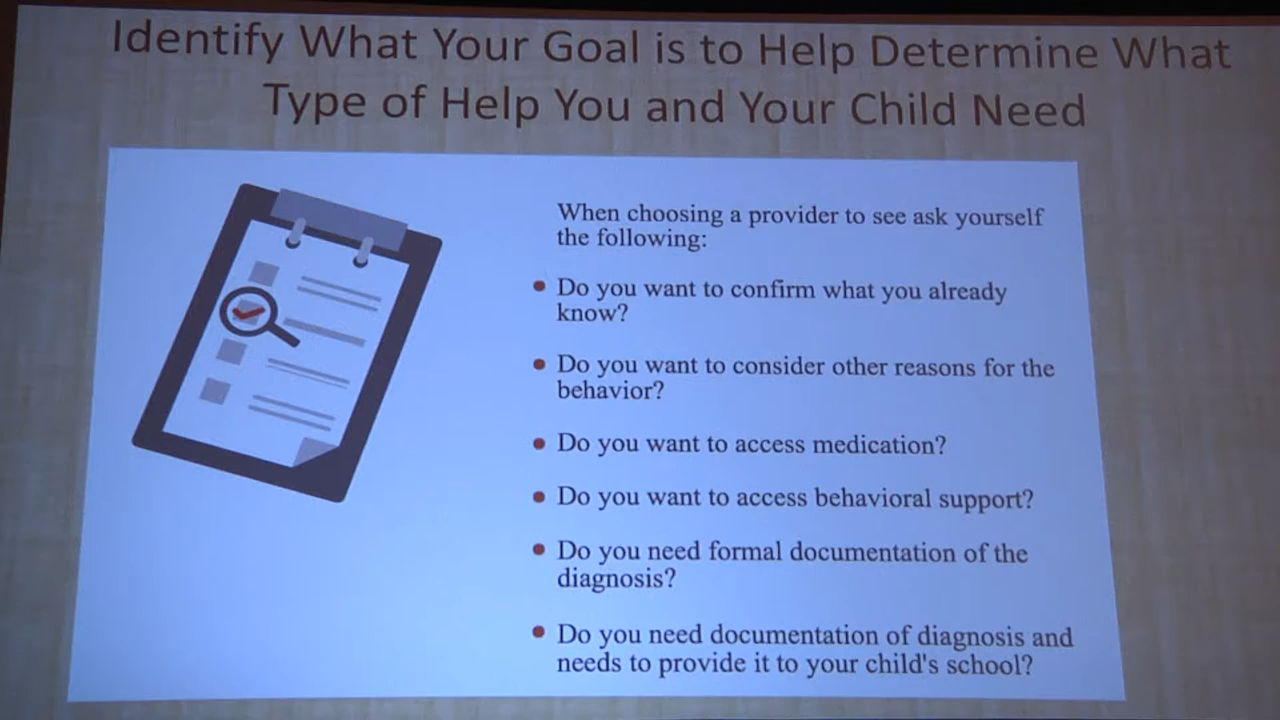 Identify What Your Goal is to Help Determine What
Type of Help You and Your Child Need
When choosing a provider to see ask yourself
the following:
• Do you want to confirm what you already
know?
• Do you want to consider other reasons for the
behavior?
• Do you want to access medication?
• Do you want to access behavioral support?
• Do you need formal documentation of the
diagnosis?
• Do you need documentation of diagnosis and
needs to provide it to your child's school?